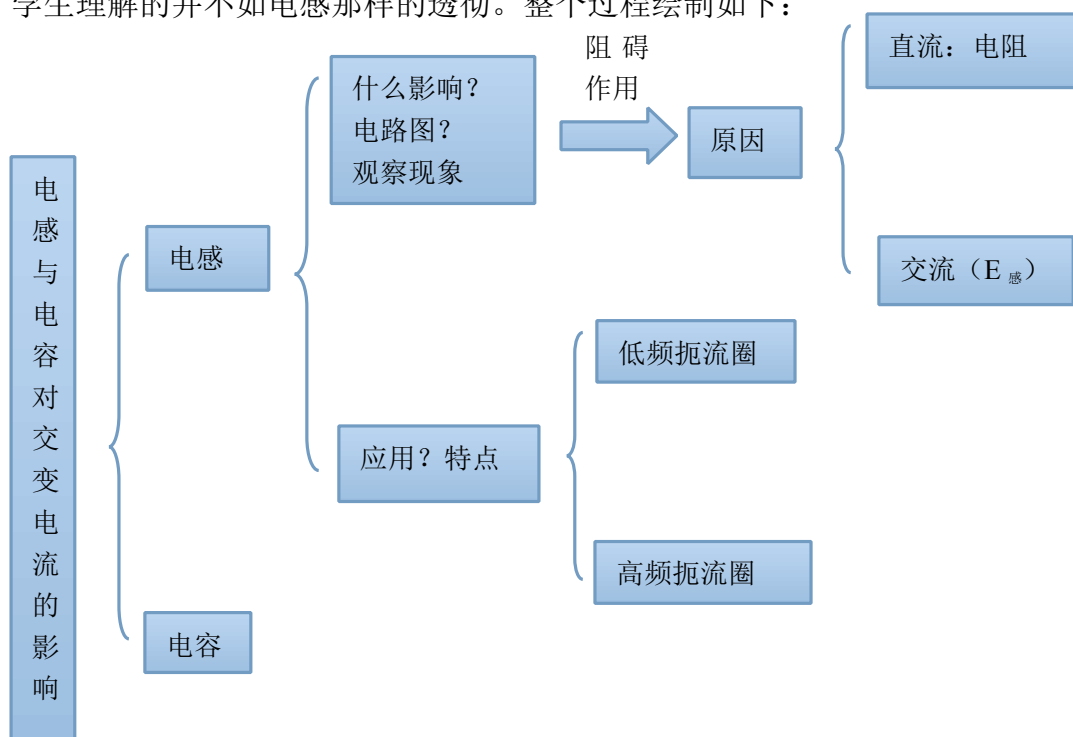 学生理解的并不如电感那样的透彻。整个过程绘制如下：
电感与电容对交变电流的影响
电感
什么影响？
电路图？
观察现象
阻 碍
作用
原因
直流：电阻
交流（E 感）
应用？特点
低频扼流圈
高频扼流圈
电容